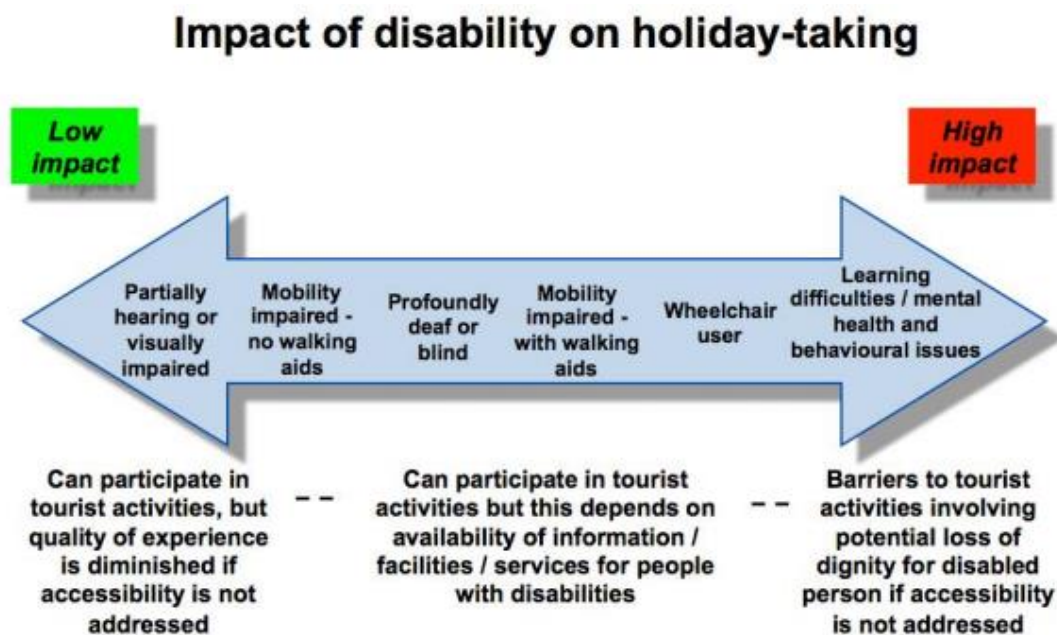 Impact of disability on holiday-taking
Low
impact
High
impact
Partially
hearing or
visually
impaired
Mobility
impaired -
no walking
aids
Profoundly
deaf or
blind
Mobility
impaired -
with walking
aids
Wheelchair
user
Learning
difficulties / mental
health and
behavioural issues
Can participate in
tourist activities, but
quality of experience
is diminished if
accessibility is not
addressed
Can participate in tourist
activities but this depends on
availability of information /
facilities / services for people
with disabilities
Barriers to tourist
activities involving
potential loss of
dignity for disabled
person if accessibility
is not addressed